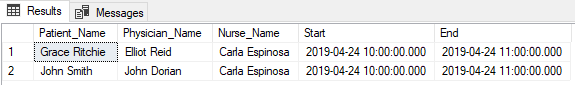 Results Messages
Patient_Name Physician_Name Nurse_Name Start End
1 Grace Ritchie Elliot Reid Carla Espinosa 2019-04-24 10:00:00.000 2019-04-24 11:00:00.000
2 John Smith John Dorian Carla Espinosa 2019-04-24 10:00:00.000 2019-04-24 11:00:00.000